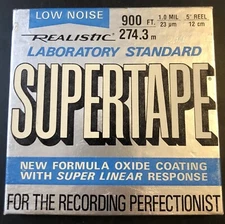 LOW NOISE
900 FT. 1.0 MIL 5" REEL
274.3 m 23 µm 12 cm
REALISTIC
LABORATORY STANDARD
SUPERTAPE
NEW FORMULA OXIDE COATING
WITH SUPER LINEAR RESPONSE
FOR THE RECORDING PERFECTIONIST